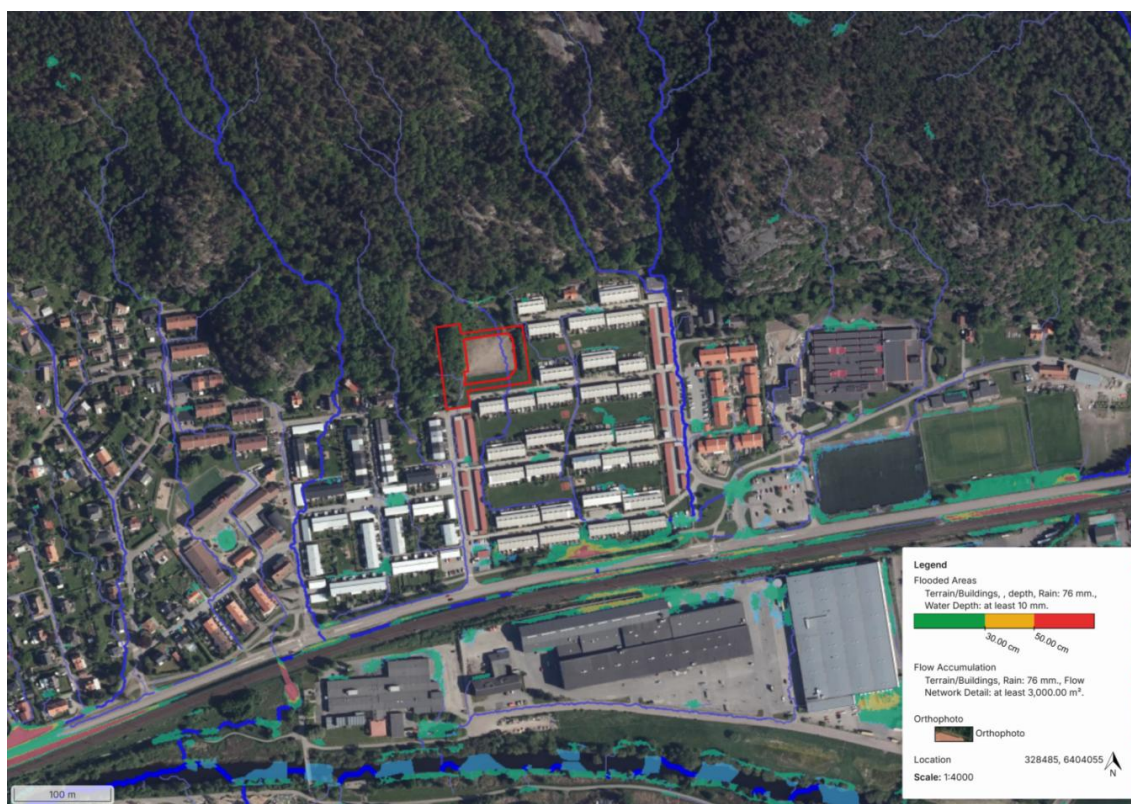 Legend
Flooded Areas
Terrain/Buildings, , depth, Rain: 76 mm.,
Water Depth: at least 10 mm.
30.00 cm
50.00 cm
Flow Accumulation
Terrain/Buildings, Rain: 76 mm., Flow
Network Detail: at least 3,000.00 m².
Orthophoto
Orthophoto
Location 328485, 6404055
Scale: 1:4000
N
100 m